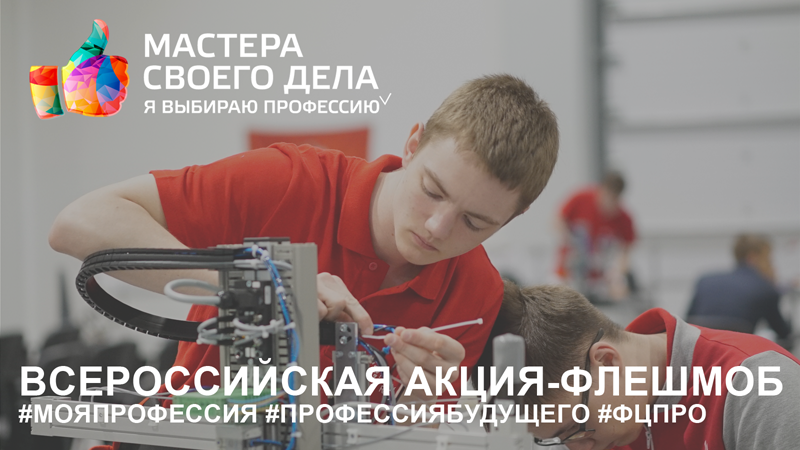 МАСТЕРА
СВОЕГО ДЕЛА
Я ВЫБИРАЮ ПРОФЕССИЮ
ВСЕРОССИЙСКАЯ АКЦИЯ-ФЛЕШМОБ
#МОЯПРОФЕССИЯ #ПРОФЕССИЯБУДУЩЕГО #ФЦПРО